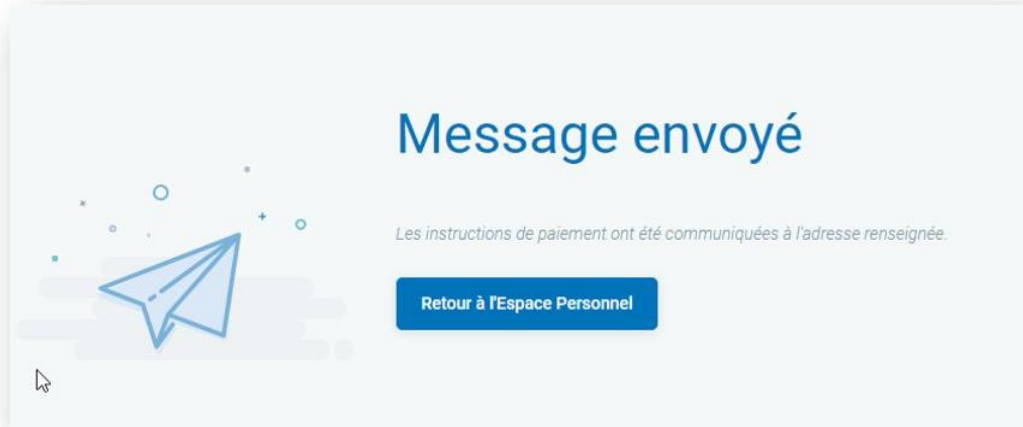 Message envoyé
Les instructions de paiement ont été communiquées à l'adresse renseignée.
Retour à l'Espace Personnel